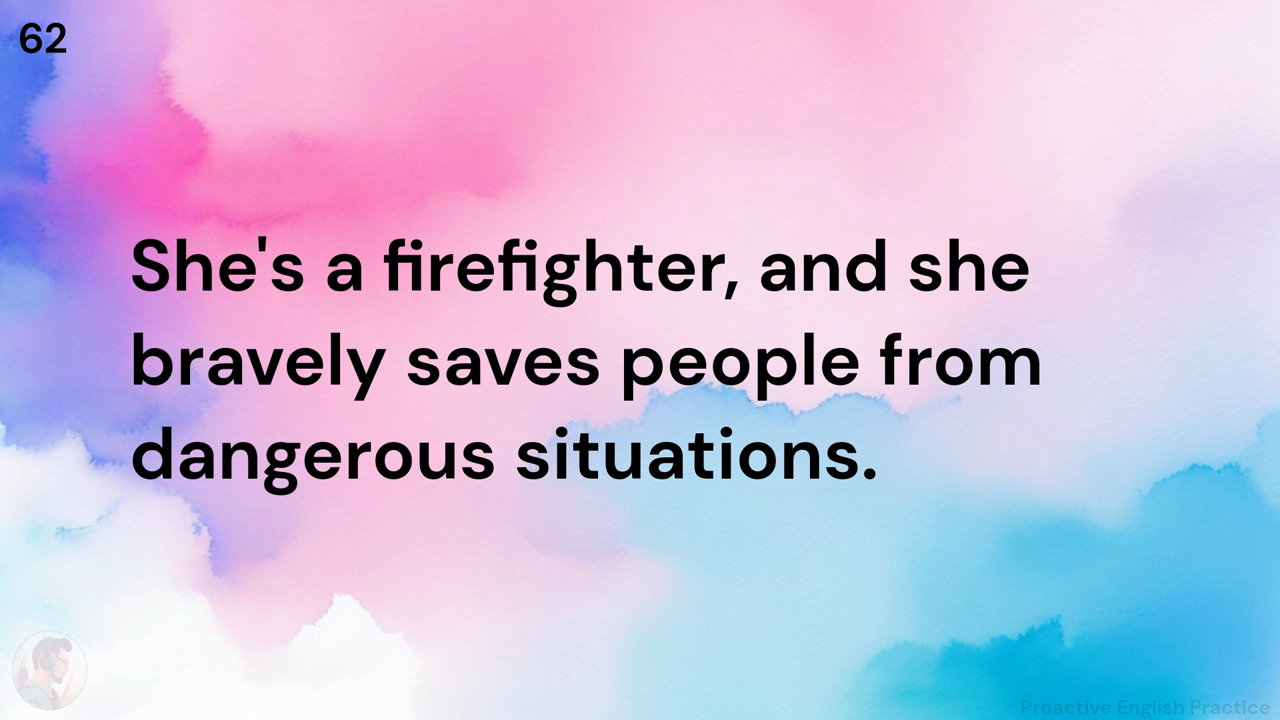 62
She's a firefighter, and she
bravely saves people from
dangerous situations.
Proactive English Practice